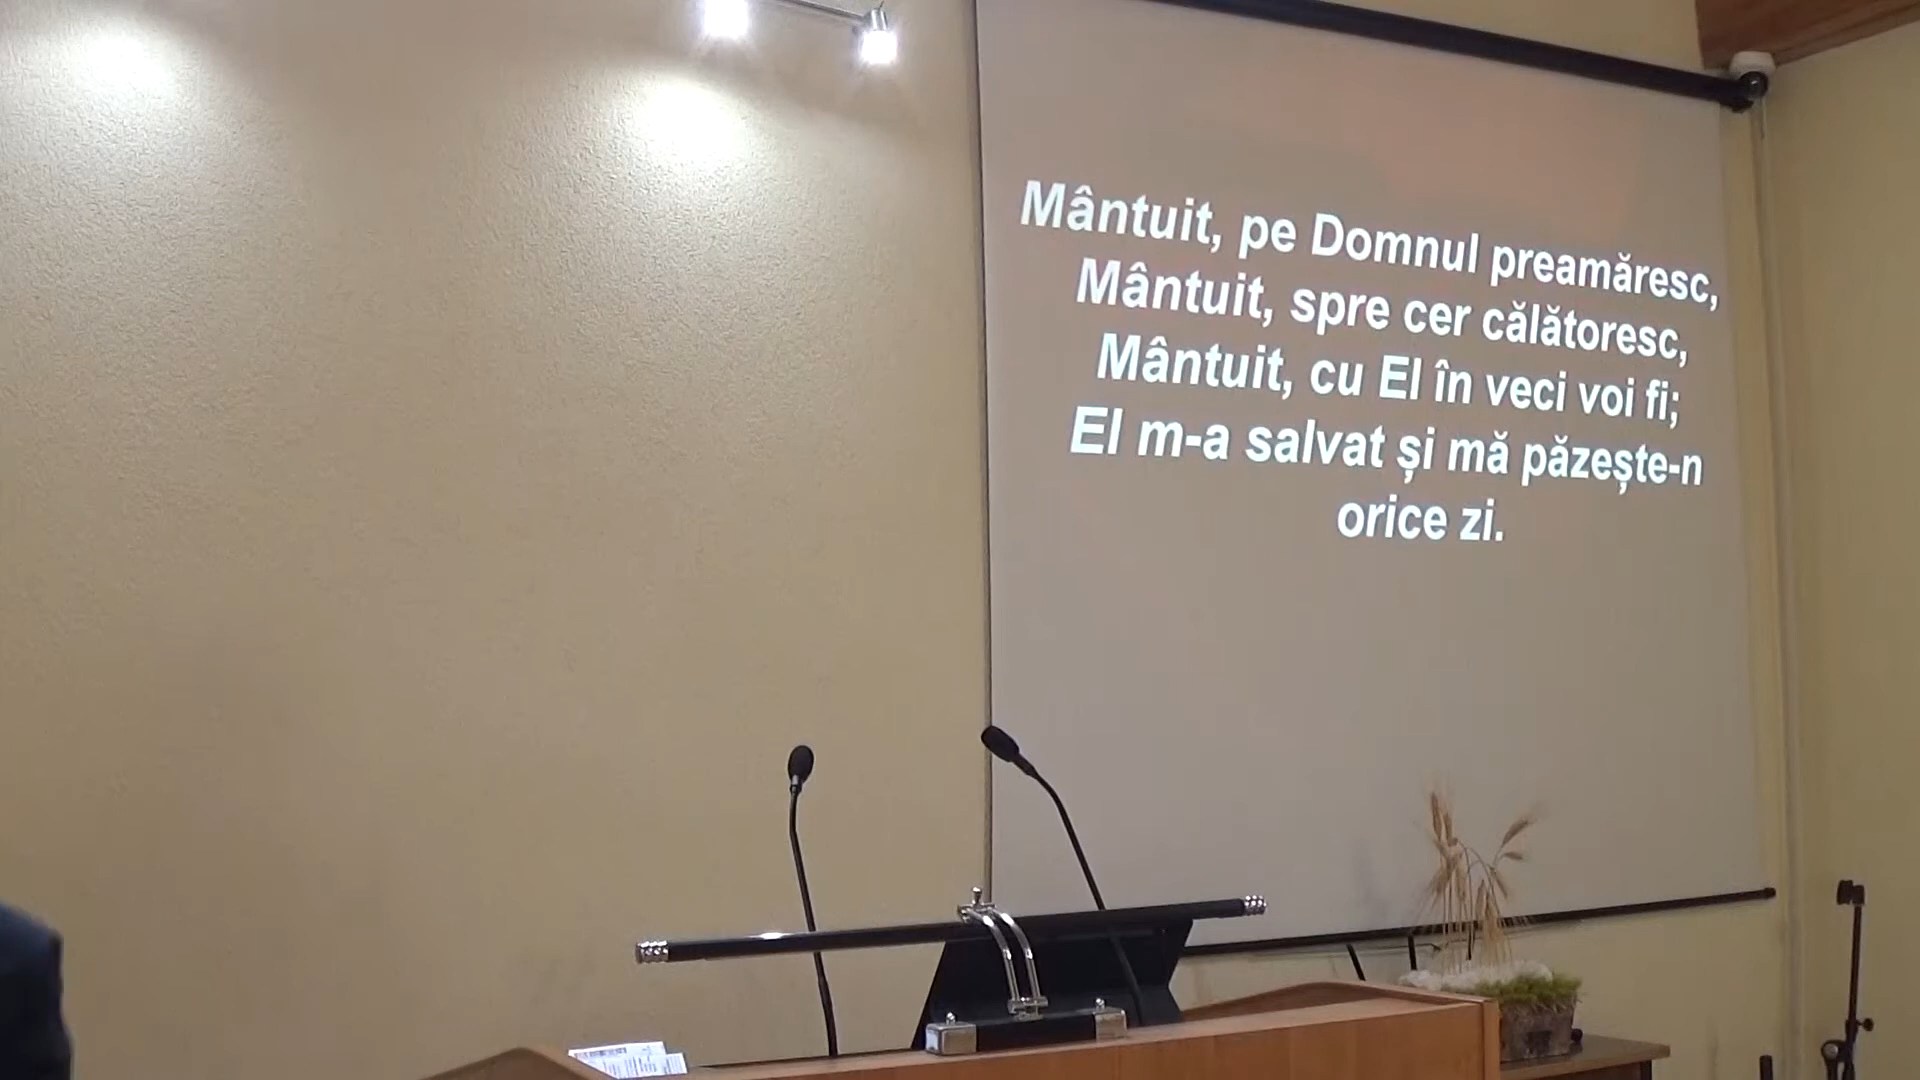 Mântuit, pe Domnul preamăresc,
Mântuit, spre cer călătoresc,
Mântuit, cu El în veci voi fi;
El m-a salvat și mă păzește-n
orice zi.